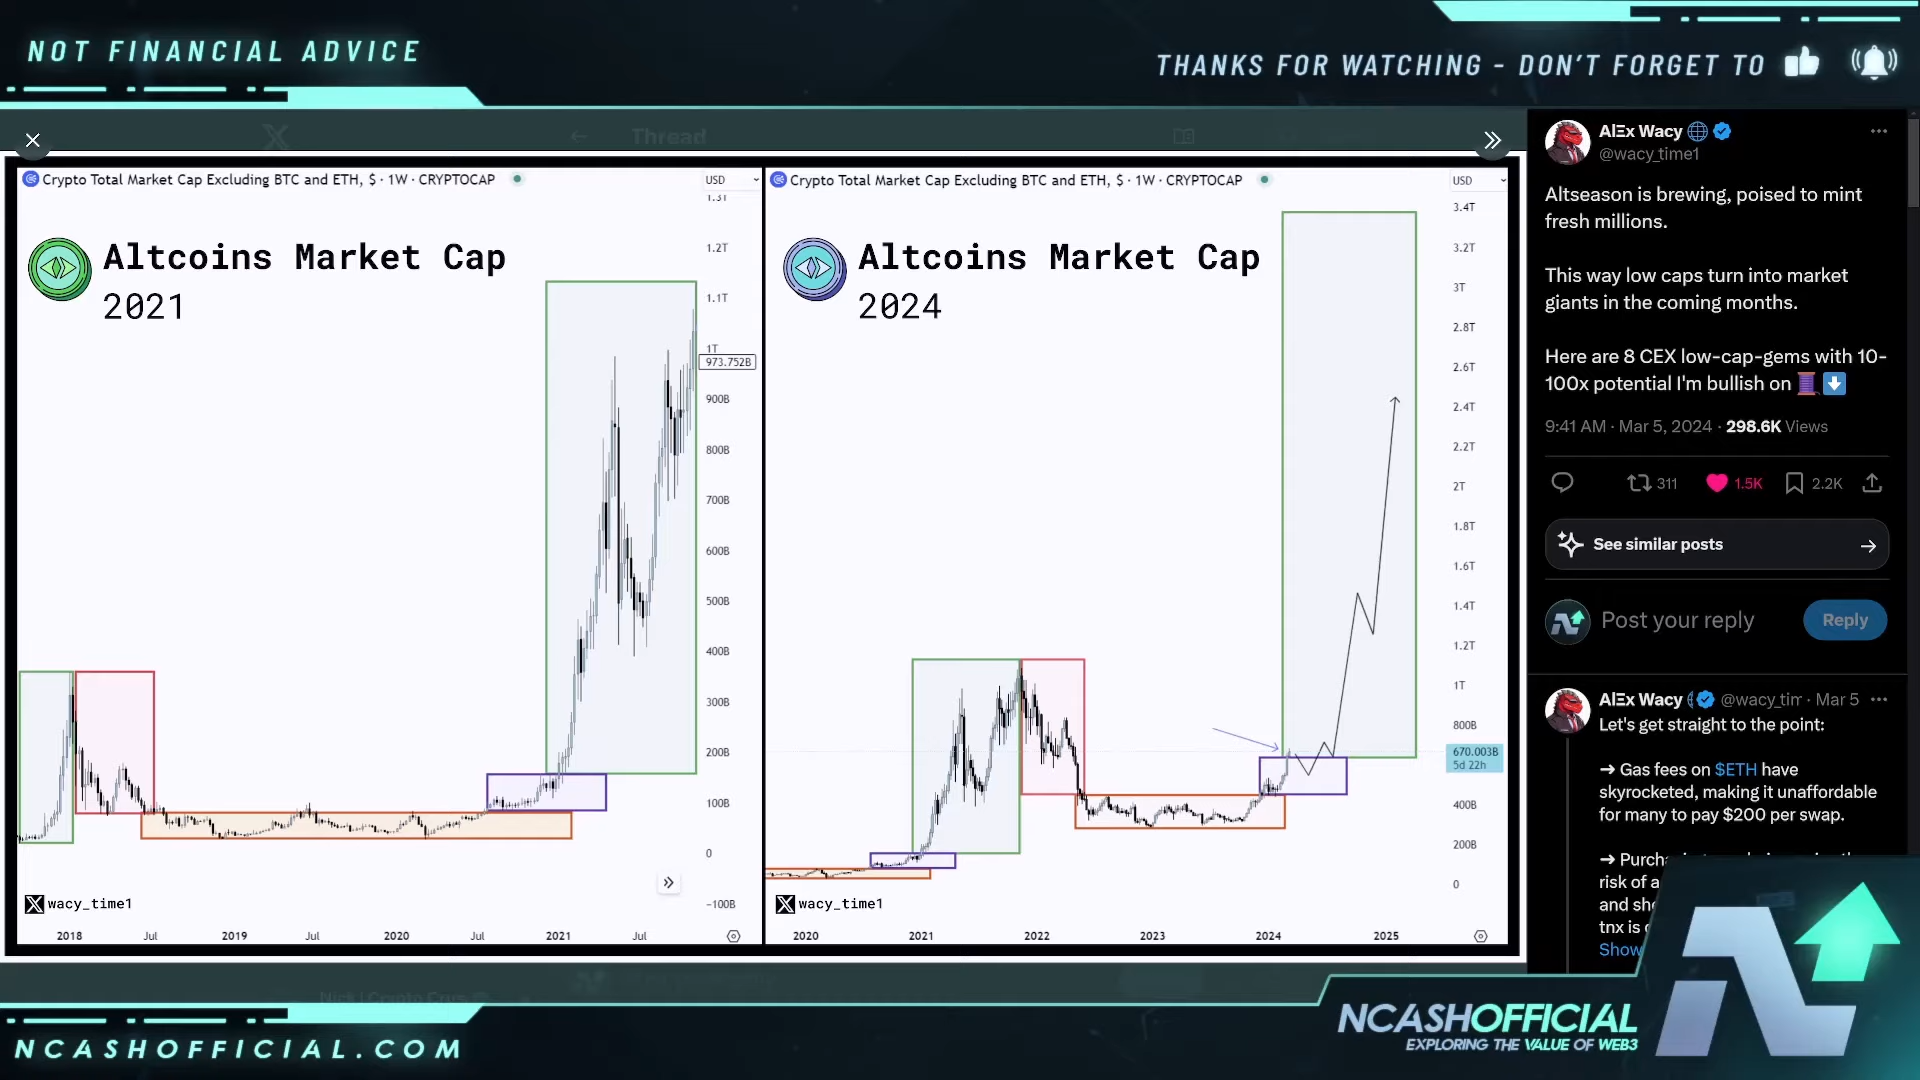 NOT FINANCIAL ADVICE
THANKS FOR WATCHING - DON'T FORGET TO
Thread
Crypto Total Market Cap Excluding BTC and ETH, $ · 1W · CRYPTOCAP
USD
Altcoins Market Cap
2021
1.3T
1.2T
1.1T
1T
973.752B
900B
800B
700B
600B
500B
400B
300B
200B
100B
0
-100B
wacy_time1
2018
Jul
2019
Jul
2020
Jul
2021
Jul
Crypto Total Market Cap Excluding BTC and ETH, $ · 1W · CRYPTOCAP
USD
Altcoins Market Cap
2024
3.4T
3.2T
3T
2.8T
2.6T
2.4T
2.2T
2T
1.8T
1.6T
1.4T
1.2T
1T
800B
670.003B
5d 22h
400B
200B
0
wacy_time1
2020
2021
2022
2023
2024
2025
AlΞx Wacy
@wacy_time1
Altseason is brewing, poised to mint
fresh millions.
This way low caps turn into market
giants in the coming months.
Here are 8 CEX low-cap-gems with 10-
100x potential I'm bullish on
9:41 AM · Mar 5, 2024 · 298.6K Views
311
1.5K
2.2K
See similar posts
Post your reply
Reply
AlΞx Wacy @wacy_tim · Mar 5
Let's get straight to the point:
→ Gas fees on $ETH have
skyrocketed, making it unaffordable
for many to pay $200 per swap.
→
risk of a
and
tnx is
Show
NCASHOFFICIAL
EXPLORING THE VALUE OF WEB3
NCASHOFFICIAL.COM